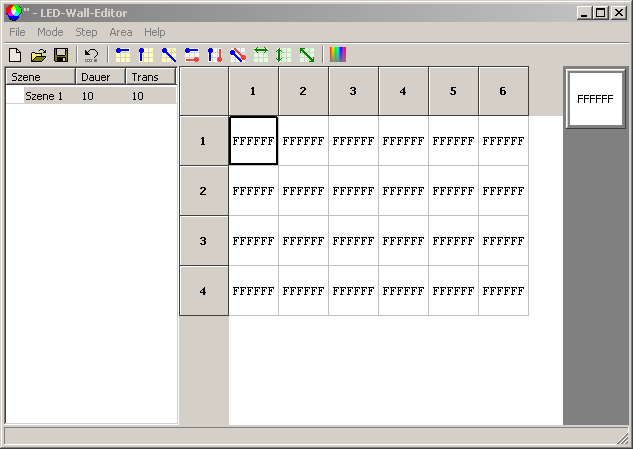 " - LED-Wall-Editor
File Mode Step Area Help
Szene Dauer Trans
Szene 1 10 10
1 2 3 4 5 6
1 FFFFFF FFFFFF FFFFFF FFFFFF FFFFFF FFFFFF
2 FFFFFF FFFFFF FFFFFF FFFFFF FFFFFF FFFFFF
3 FFFFFF FFFFFF FFFFFF FFFFFF FFFFFF FFFFFF
4 FFFFFF FFFFFF FFFFFF FFFFFF FFFFFF FFFFFF
FFFFFF